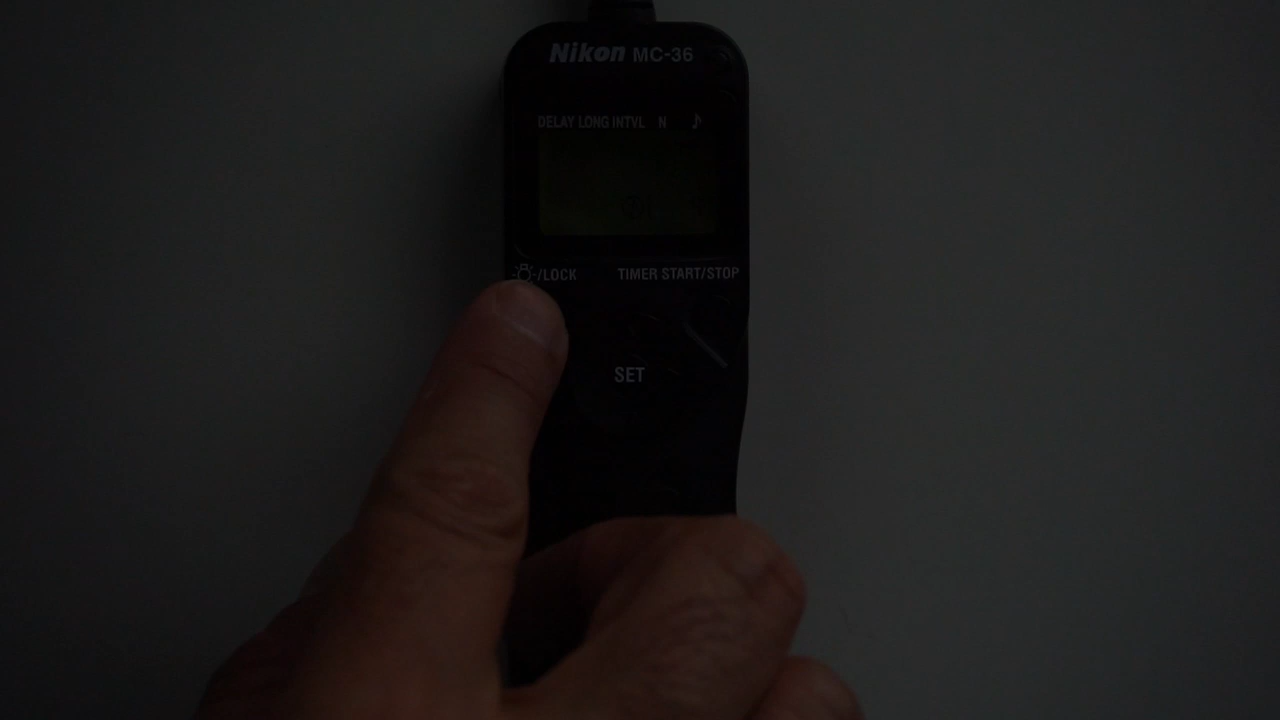 Nikon MC-36
DELAY LONG INTVL N ♪
/LOCK TIMER START/STOP
SET